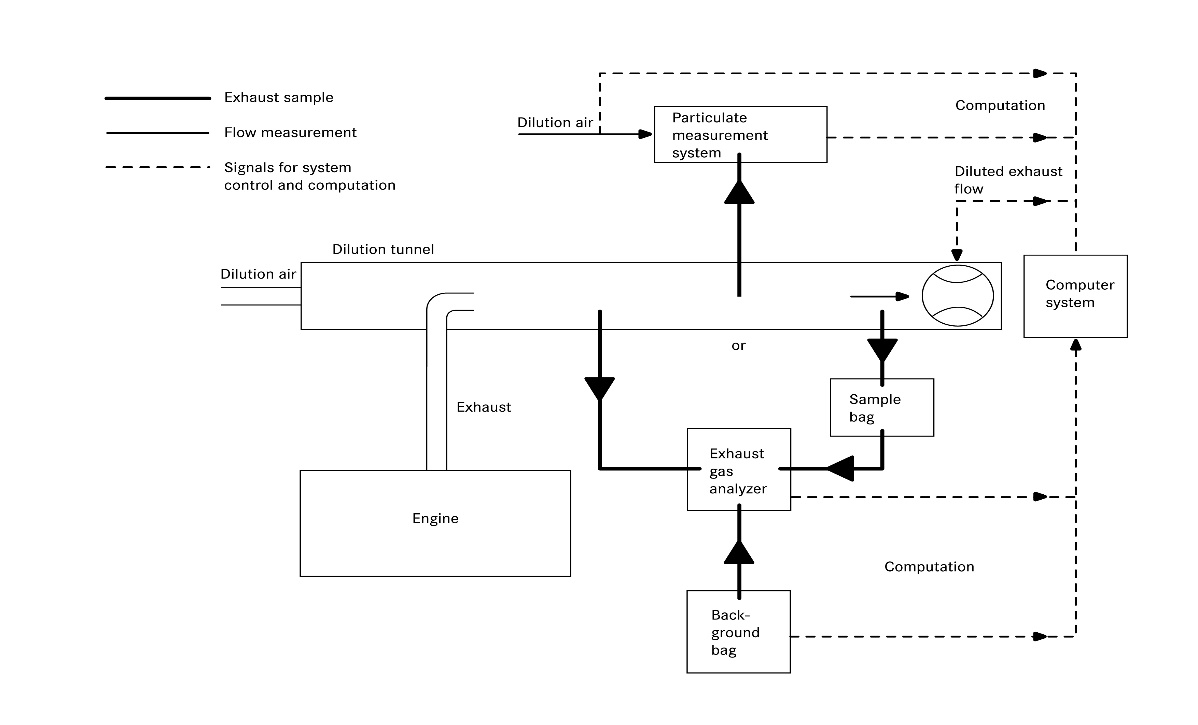 Exhaust sample
Flow measurement
Signals for system
control and computation
Dilution air
Particulate
measurement
system
Computation
Diluted exhaust
flow
Dilution tunnel
Dilution air
Computer
system
or
Exhaust
Sample
bag
Exhaust
gas
analyzer
Engine
Computation
Back-
ground
bag